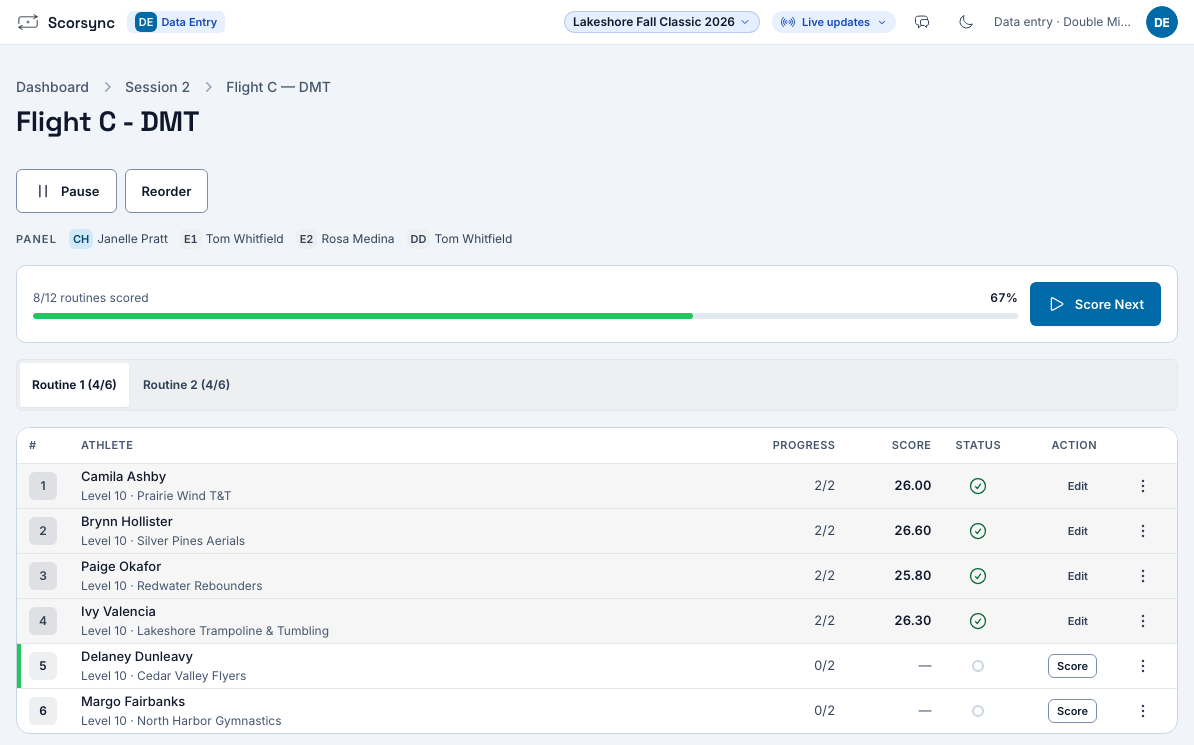 Scorsync DE Data Entry Lakeshore Fall Classic 2026 Live updates Data entry · Double Mi... DE
Dashboard Session 2 Flight C — DMT
Flight C - DMT
Pause Reorder
PANEL CH Janelle Pratt E1 Tom Whitfield E2 Rosa Medina DD Tom Whitfield
8/12 routines scored 67% Score Next
Routine 1 (4/6) Routine 2 (4/6)
# ATHLETE PROGRESS SCORE STATUS ACTION
1 Camila Ashby 2/2 26.00 Edit
Level 10 · Prairie Wind T&T
2 Brynn Hollister 2/2 26.60 Edit
Level 10 · Silver Pines Aerials
3 Paige Okafor 2/2 25.80 Edit
Level 10 · Redwater Rebounders
4 Ivy Valencia 2/2 26.30 Edit
Level 10 · Lakeshore Trampoline & Tumbling
5 Delaney Dunleavy 0/2 — Score
Level 10 · Cedar Valley Flyers
6 Margo Fairbanks 0/2 — Score
Level 10 · North Harbor Gymnastics